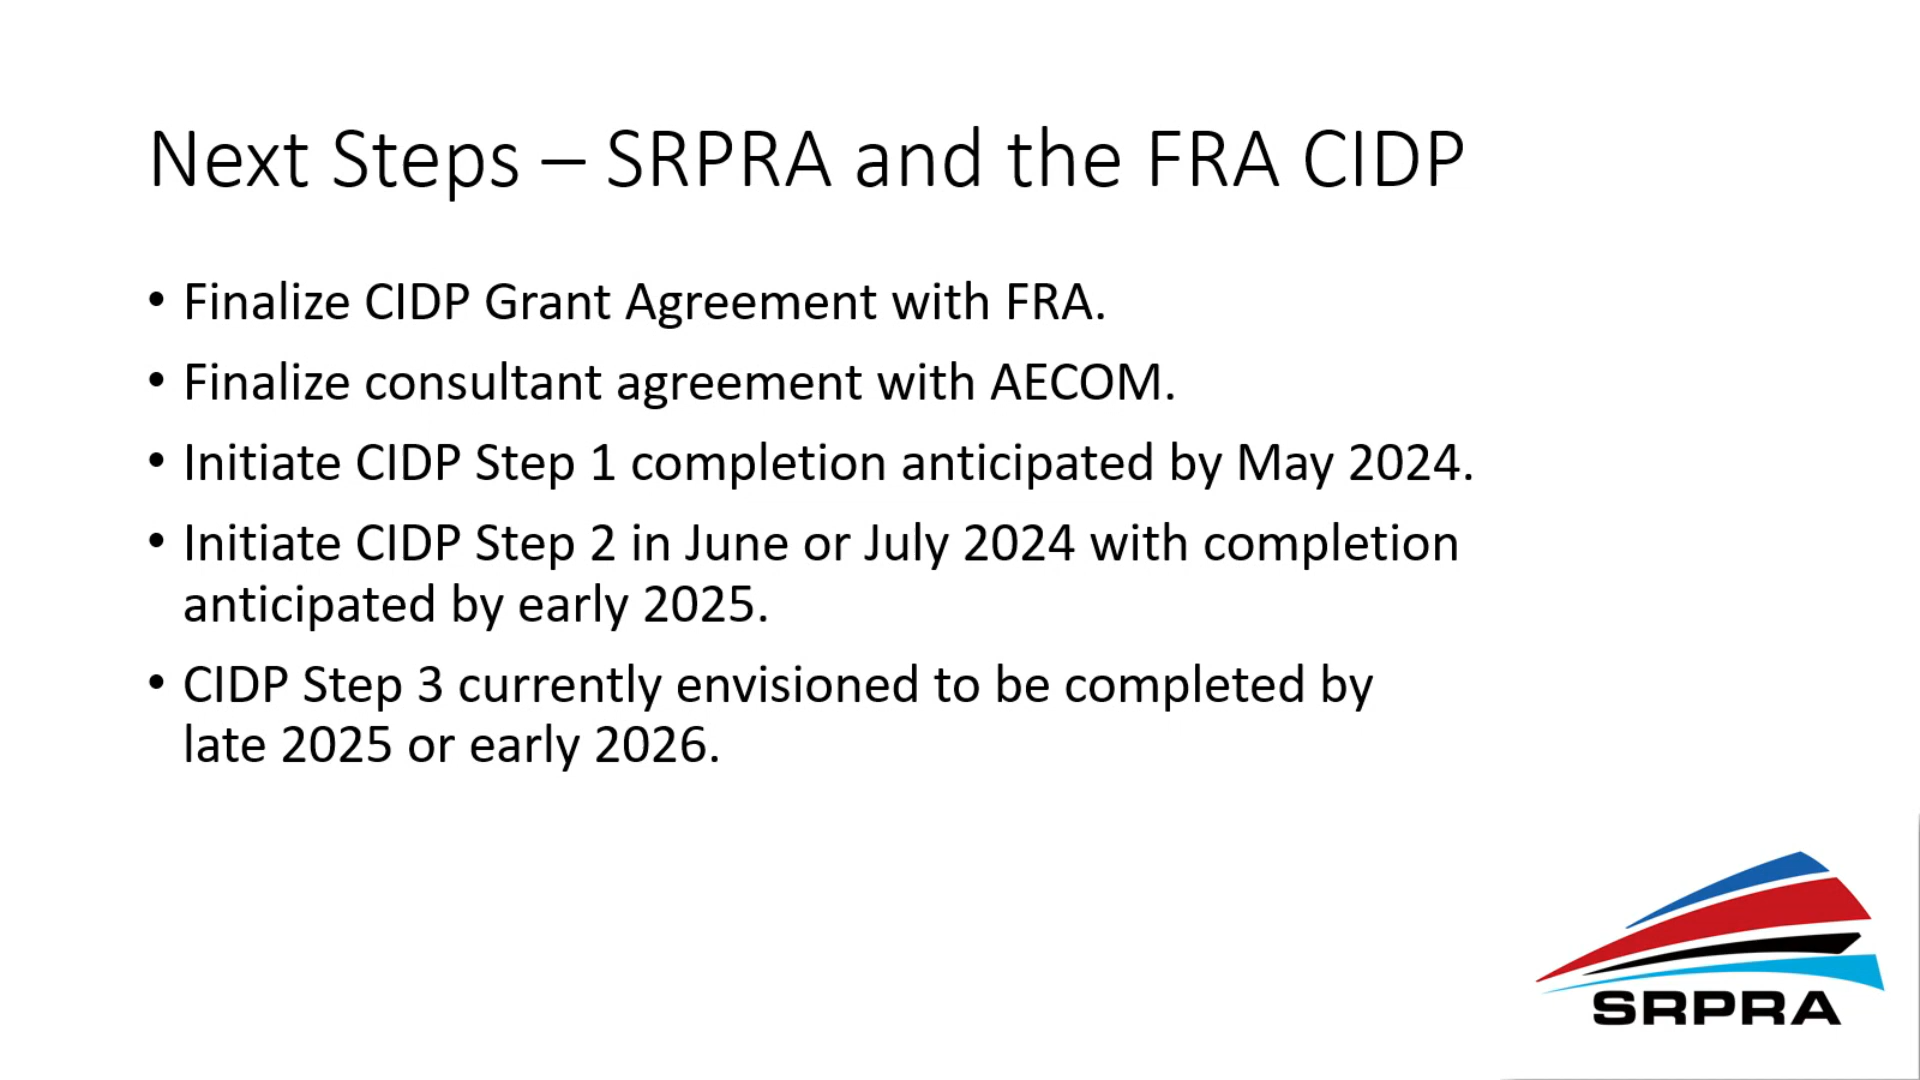 Next Steps – SRPRA and the FRA CIDP
• Finalize CIDP Grant Agreement with FRA.
• Finalize consultant agreement with AECOM.
• Initiate CIDP Step 1 completion anticipated by May 2024.
• Initiate CIDP Step 2 in June or July 2024 with completion
anticipated by early 2025.
• CIDP Step 3 currently envisioned to be completed by
late 2025 or early 2026.
SRPRA